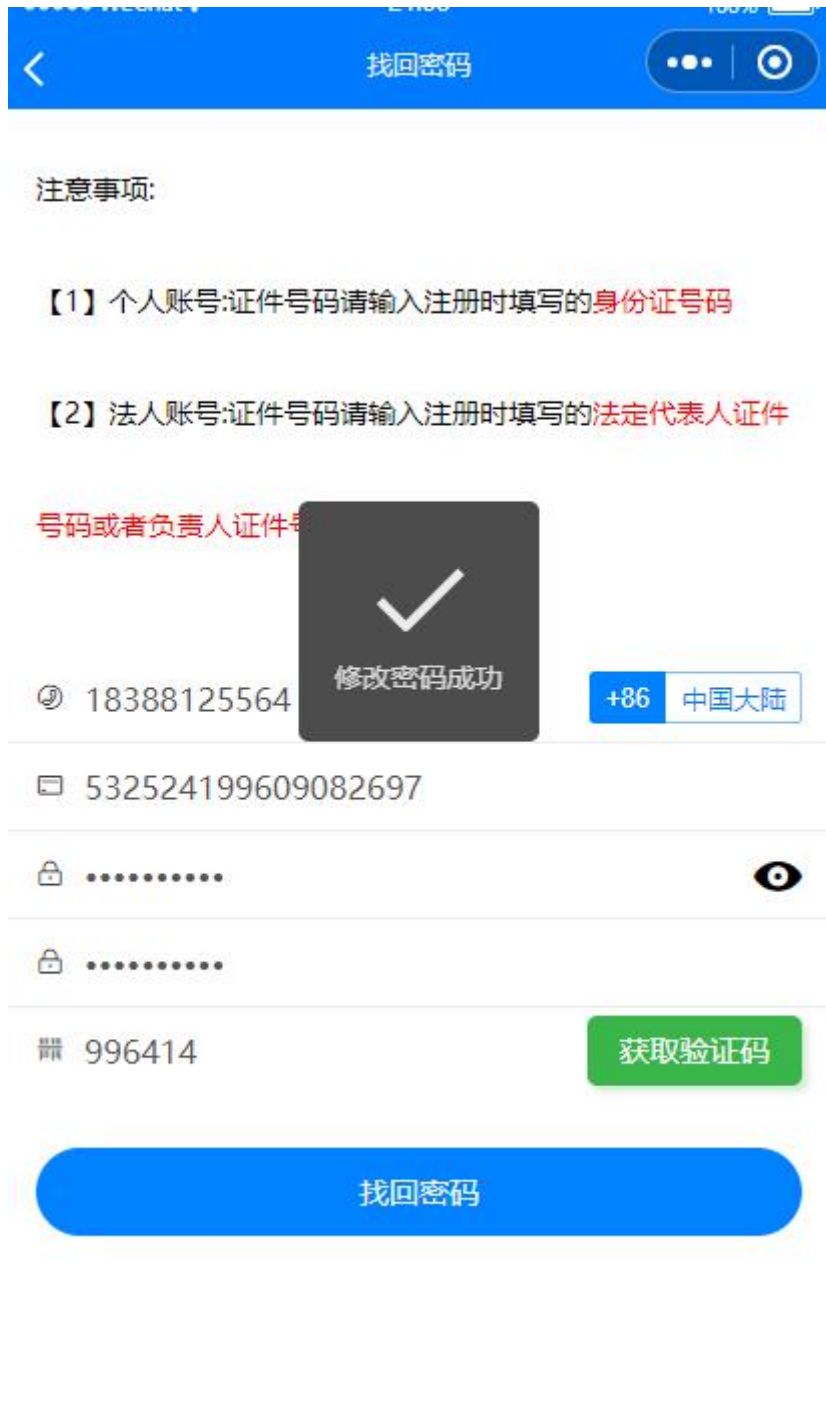 找回密码
注意事项:
【1】个人账号:证件号码请输入注册时填写的身份证号码
【2】法人账号:证件号码请输入注册时填写的法定代表人证件
号码或者负责人证件
修改密码成功
18388125564
+86 中国大陆
532524199609082697
••••••••••
••••••••••
996414
获取验证码
找回密码